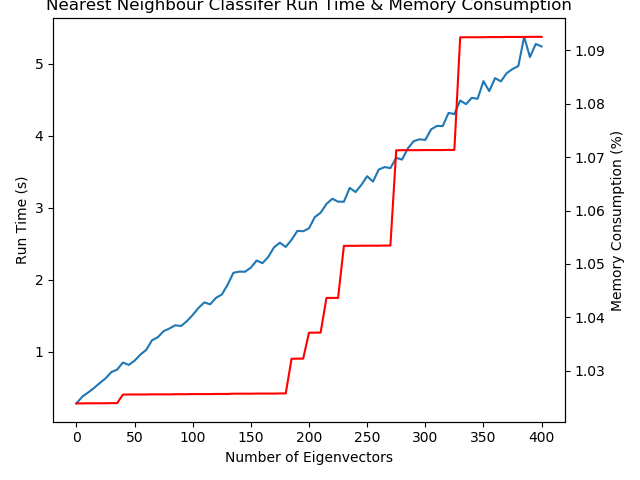 Nearest Neighbour Classifer Run Time & Memory Consumption
5
4
3
2
1
Run Time (s)
1.09
1.08
1.07
1.06
1.05
1.04
1.03
Memory Consumption (%)
0 50 100 150 200 250 300 350 400
Number of Eigenvectors